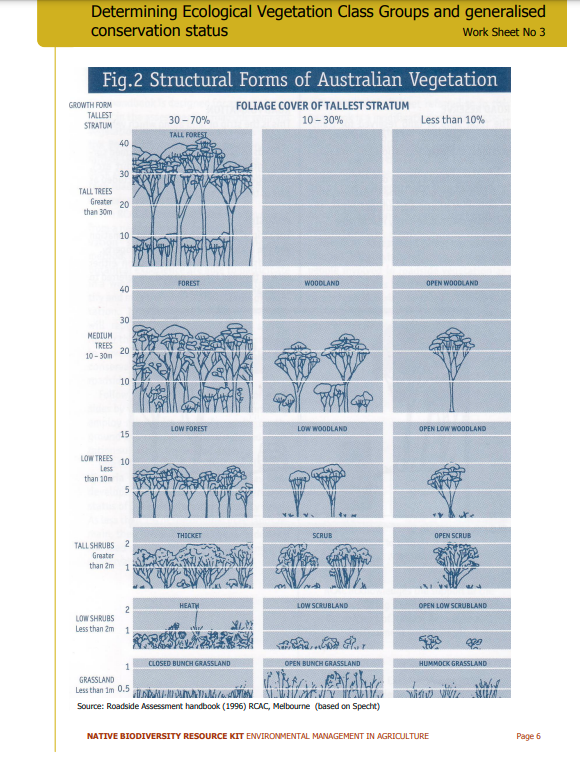 Determining Ecological Vegetation Class Groups and generalised
conservation status
Work Sheet No 3
Fig.2 Structural Forms of Australian Vegetation
GROWTH FORM
TALLEST
STRATUM
FOLIAGE COVER OF TALLEST STRATUM
30 – 70%
10 – 30%
Less than 10%
TALL FOREST
40
30
TALL TREES
Greater
than 30m
20
10
FOREST
WOODLAND
OPEN WOODLAND
40
30
MEDIUM
TREES
10 – 30m
20
10
LOW FOREST
LOW WOODLAND
OPEN LOW WOODLAND
15
LOW TREES
Less
than 10m
10
5
THICKET
SCRUB
OPEN SCRUB
TALL SHRUBS
Greater
than 2m
2
1
HEATH
LOW SCRUBLAND
OPEN LOW SCRUBLAND
2
LOW SHRUBS
Less than 2m
1
CLOSED BUNCH GRASSLAND
OPEN BUNCH GRASSLAND
HUMMOCK GRASSLAND
1
GRASSLAND
Less than 1m
0.5
Source: Roadside Assessment handbook (1996) RCAC, Melbourne (based on Specht)
NATIVE BIODIVERSITY RESOURCE KIT ENVIRONMENTAL MANAGEMENT IN AGRICULTURE
Page 6